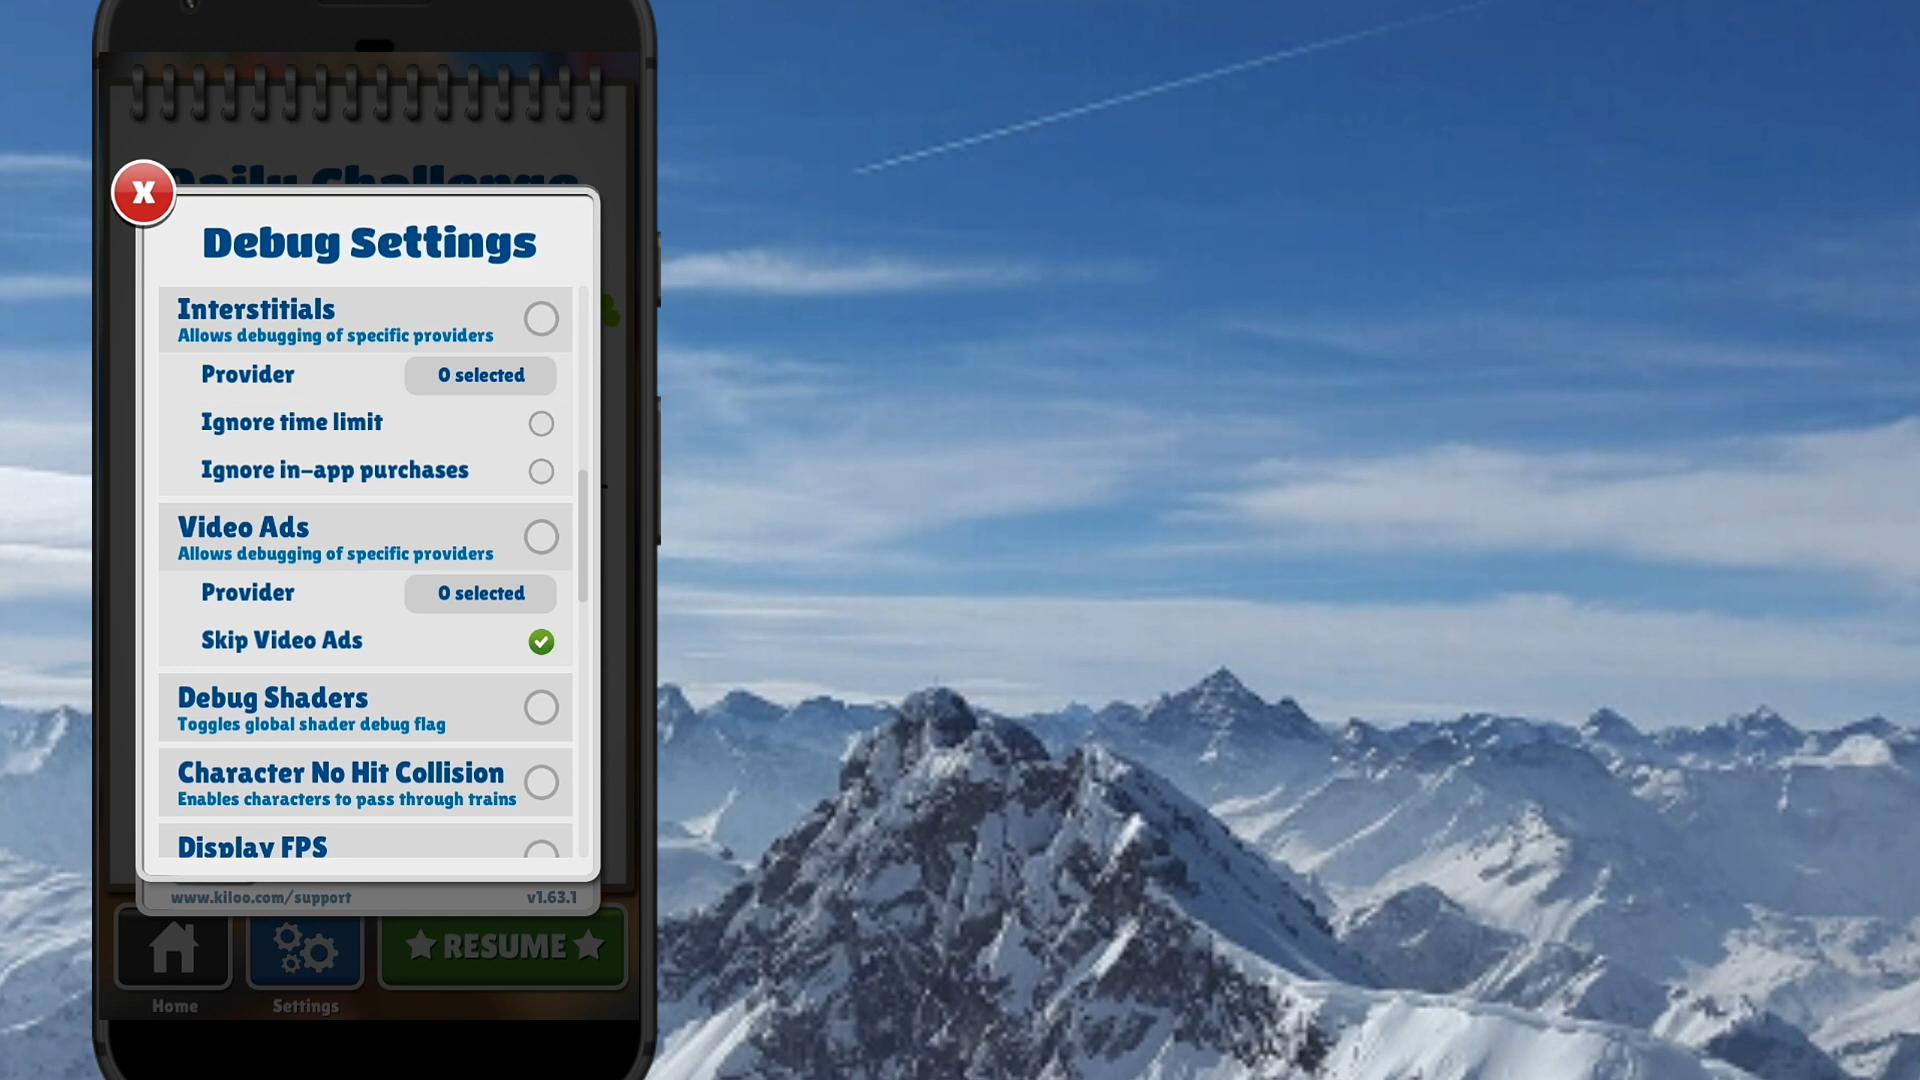 Daily Challenge
X
Debug Settings
Interstitials
Allows debugging of specific providers
Provider 0 selected
Ignore time limit
Ignore in-app purchases
Video Ads
Allows debugging of specific providers
Provider 0 selected
Skip Video Ads
Debug Shaders
Toggles global shader debug flag
Character No Hit Collision
Enables characters to pass through trains
Display FPS
www.kiloo.com/support v1.63.1
RESUME
Home Settings